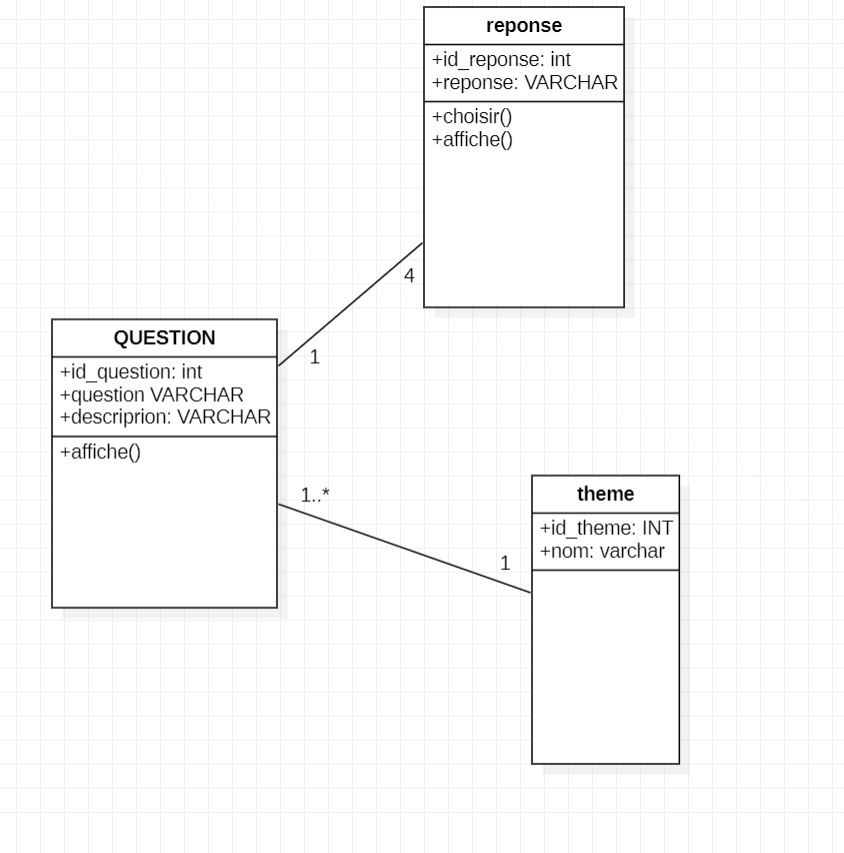 reponse
+id_reponse: int
+reponse: VARCHAR
+choisir()
+affiche()
4
1
QUESTION
+id_question: int
+question VARCHAR
+descriprion: VARCHAR
+affiche()
1..*
1
theme
+id_theme: INT
+nom: varchar